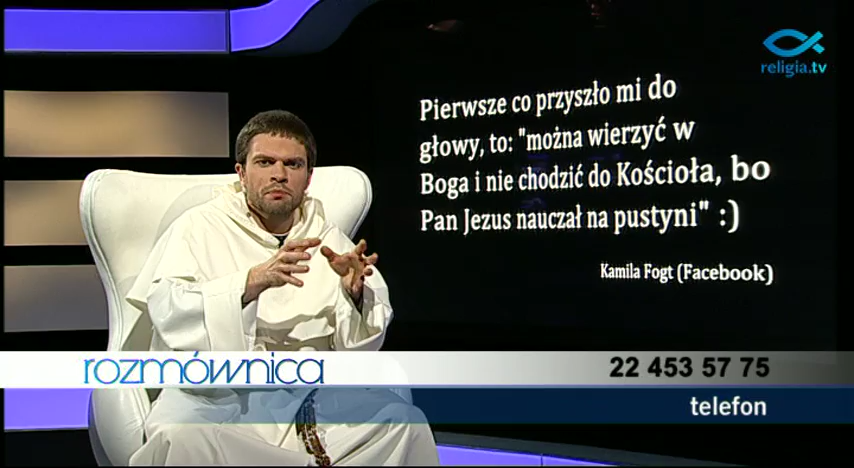 religia.tv
Pierwsze co przyszło mi do
głowy, to: "można wierzyć w
Boga i nie chodzić do Kościoła, bo
Pan Jezus nauczał na pustyni" :)
Kamila Fogt (Facebook)
rozmównica
22 453 57 75
telefon